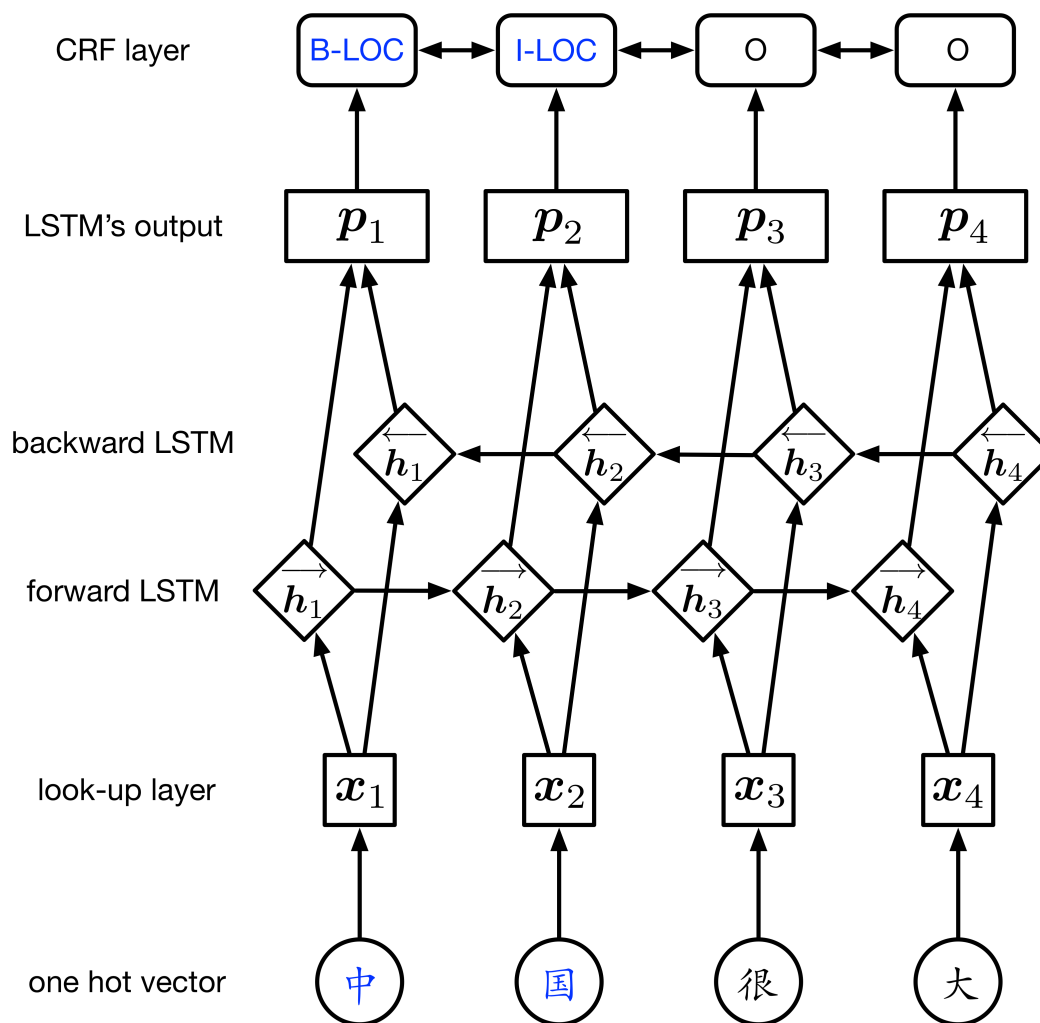 CRF layer B-LOC I-LOC O O
LSTM's output p₁ p₂ p₃ p₄
backward LSTM ←h₁ ←h₂ ←h₃ ←h₄
forward LSTM →h₁ →h₂ →h₃ →h₄
look-up layer x₁ x₂ x₃ x₄
one hot vector 中 国 很 大